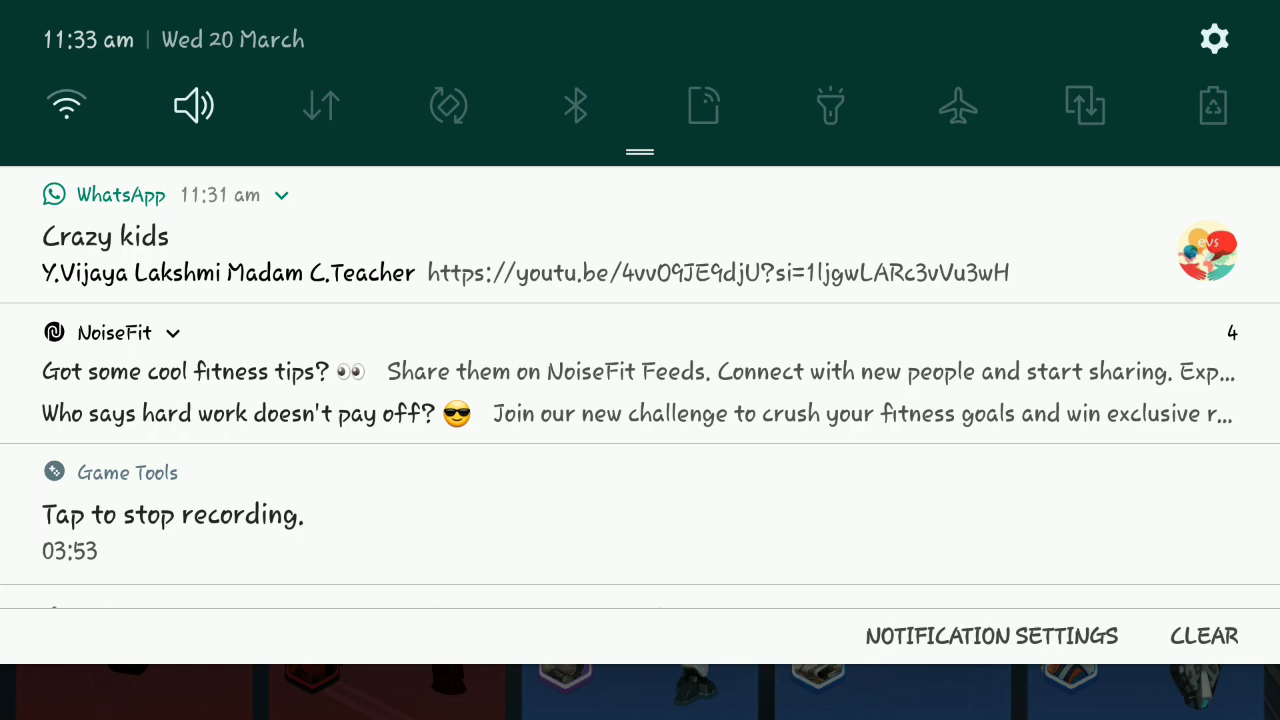 11:33 am | Wed 20 March
WhatsApp 11:31 am
Crazy kids
evs
Y.Vijaya Lakshmi Madam C.Teacher https://youtu.be/4vvO9JE9djU?si=1ljgwLARc3vVu3wH
NoiseFit 4
Got some cool fitness tips? 👀 Share them on NoiseFit Feeds. Connect with new people and start sharing. Exp...
Who says hard work doesn't pay off? 😎 Join our new challenge to crush your fitness goals and win exclusive r...
Game Tools
Tap to stop recording.
03:53
NOTIFICATION SETTINGS CLEAR